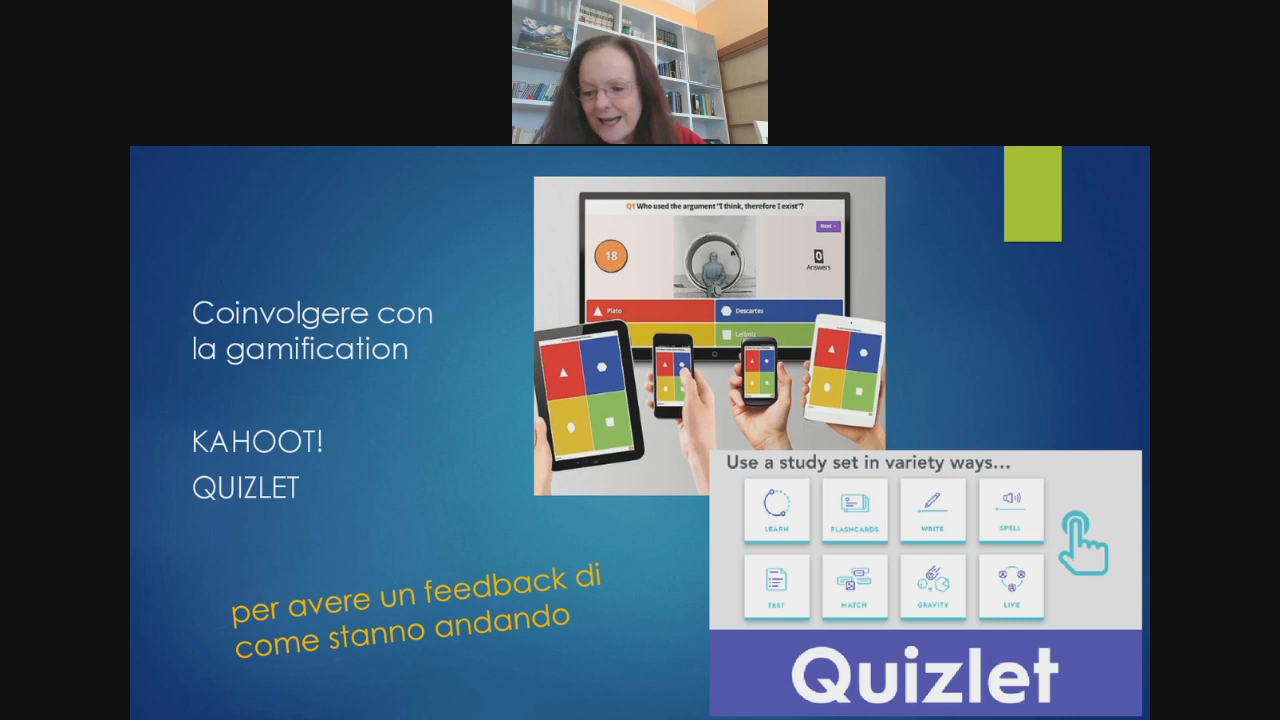 Coinvolgere con
la gamification
KAHOOT!
QUIZLET
per avere un feedback di
come stanno andando
Q1 Who used the argument "I think, therefore I exist"?
Next
18
0
Answers
Plato
Descartes
Leibniz
Use a study set in variety ways...
LEARN
FLASHCARDS
WRITE
SPELL
TEST
MATCH
GRAVITY
LIVE
Quizlet